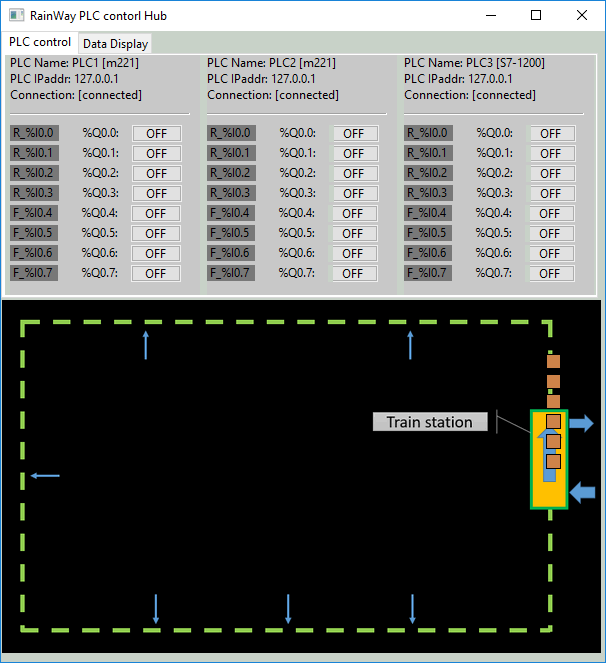 RainWay PLC contorl Hub
PLC control Data Display
PLC Name: PLC1 [m221] PLC Name: PLC2 [m221] PLC Name: PLC3 [S7-1200]
PLC IPaddr: 127.0.0.1 PLC IPaddr: 127.0.0.1 PLC IPaddr: 127.0.0.1
Connection: [connected] Connection: [connected] Connection: [connected]
R_%I0.0 %Q0.0: OFF R_%I0.0 %Q0.0: OFF R_%I0.0 %Q0.0: OFF
R_%I0.1 %Q0.1: OFF R_%I0.1 %Q0.1: OFF R_%I0.1 %Q0.1: OFF
R_%I0.2 %Q0.2: OFF R_%I0.2 %Q0.2: OFF R_%I0.2 %Q0.2: OFF
R_%I0.3 %Q0.3: OFF R_%I0.3 %Q0.3: OFF R_%I0.3 %Q0.3: OFF
F_%I0.4 %Q0.4: OFF F_%I0.4 %Q0.4: OFF F_%I0.4 %Q0.4: OFF
F_%I0.5 %Q0.5: OFF F_%I0.5 %Q0.5: OFF F_%I0.5 %Q0.5: OFF
F_%I0.6 %Q0.6: OFF F_%I0.6 %Q0.6: OFF F_%I0.6 %Q0.6: OFF
F_%I0.7 %Q0.7: OFF F_%I0.7 %Q0.7: OFF F_%I0.7 %Q0.7: OFF
Train station